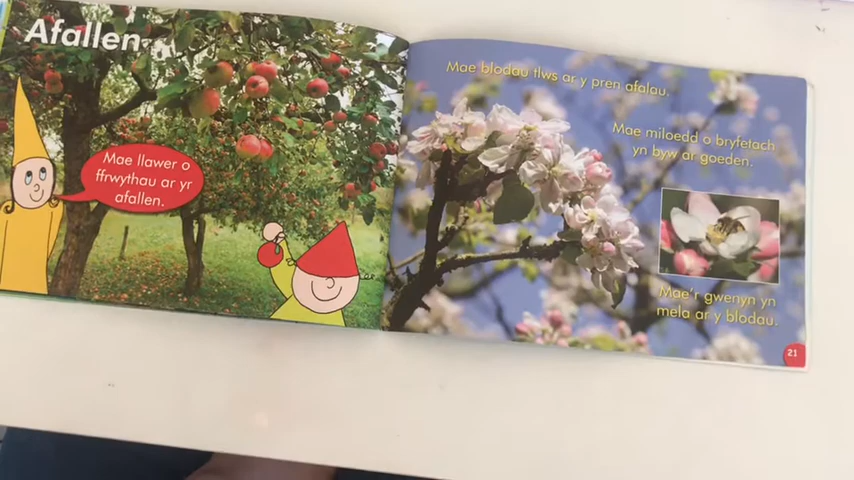 Afallen
Mae llawer o
ffrwythau ar yr
afallen.
Mae blodau tlws ar y pren afalau.
Mae miloedd o bryfetach
yn byw ar goeden.
Mae'r gwenyn yn
mela ar y blodau.
21